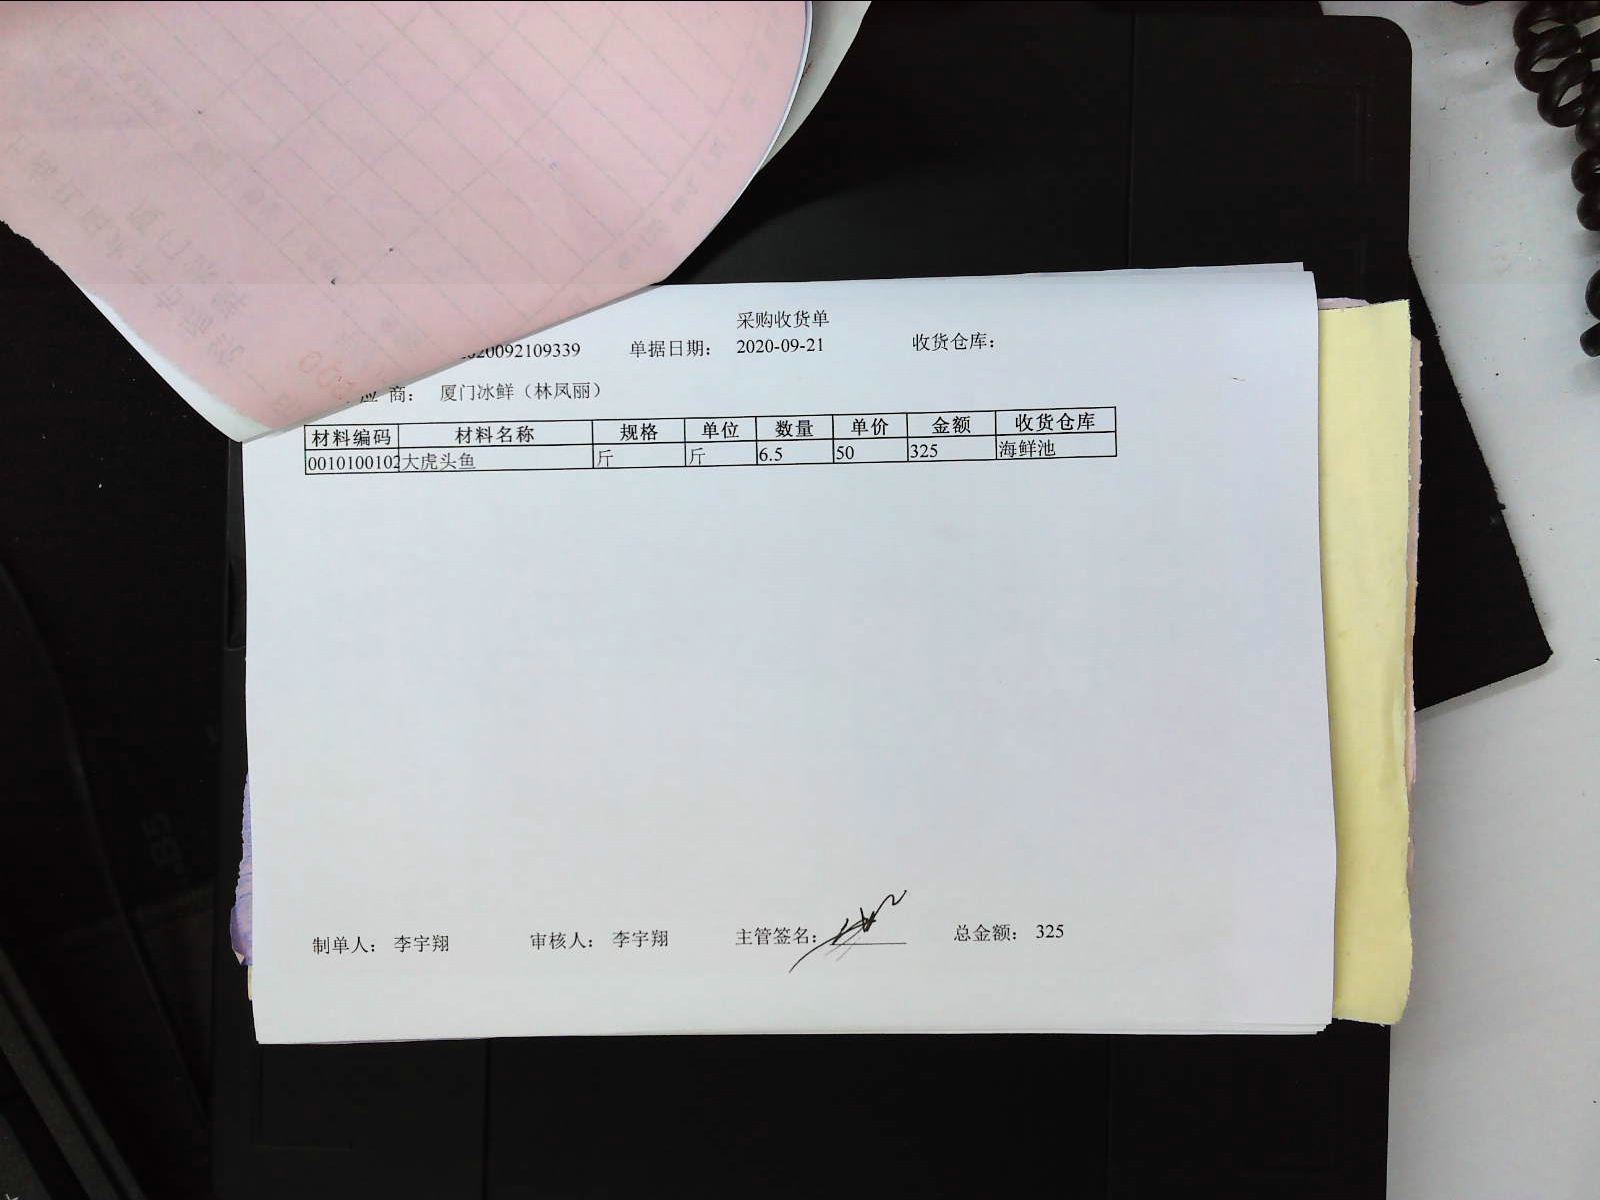 采购收货单
20092109339 单据日期： 2020-09-21 收货仓库：
应 商： 厦门冰鲜（林凤丽）
材料编码 材料名称 规格 单位 数量 单价 金额 收货仓库
0010100102 大虎头鱼 斤 斤 6.5 50 325 海鲜池
制单人： 李宇翔 审核人： 李宇翔 主管签名： 总金额： 325